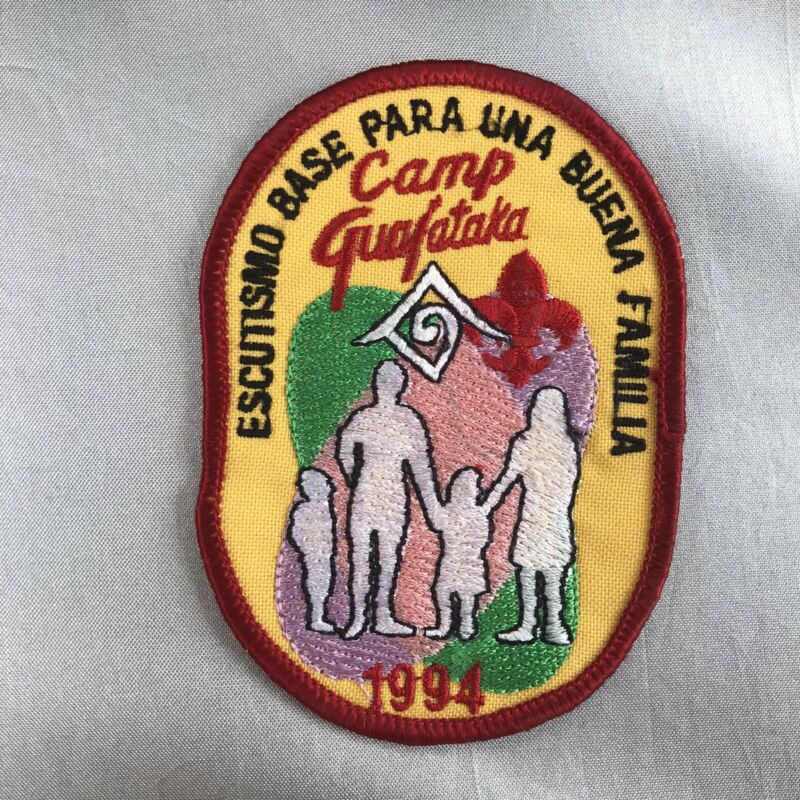 ESCUTISMO BASE PARA UNA BUENA FAMILIA
Camp
Guajataka
1994